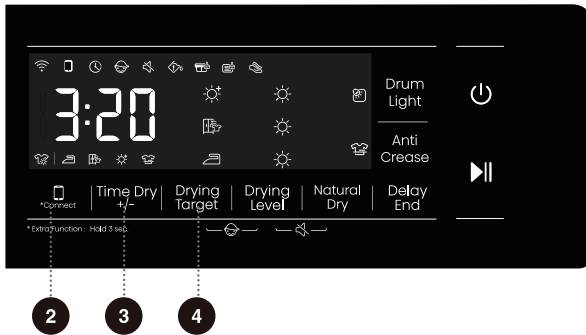 3:20
Drum
Light
Anti
Crease
*Connect
Time Dry
+/-
Drying
Target
Drying
Level
Natural
Dry
Delay
End
* Extra Function : Hold 3 sec.
2
3
4